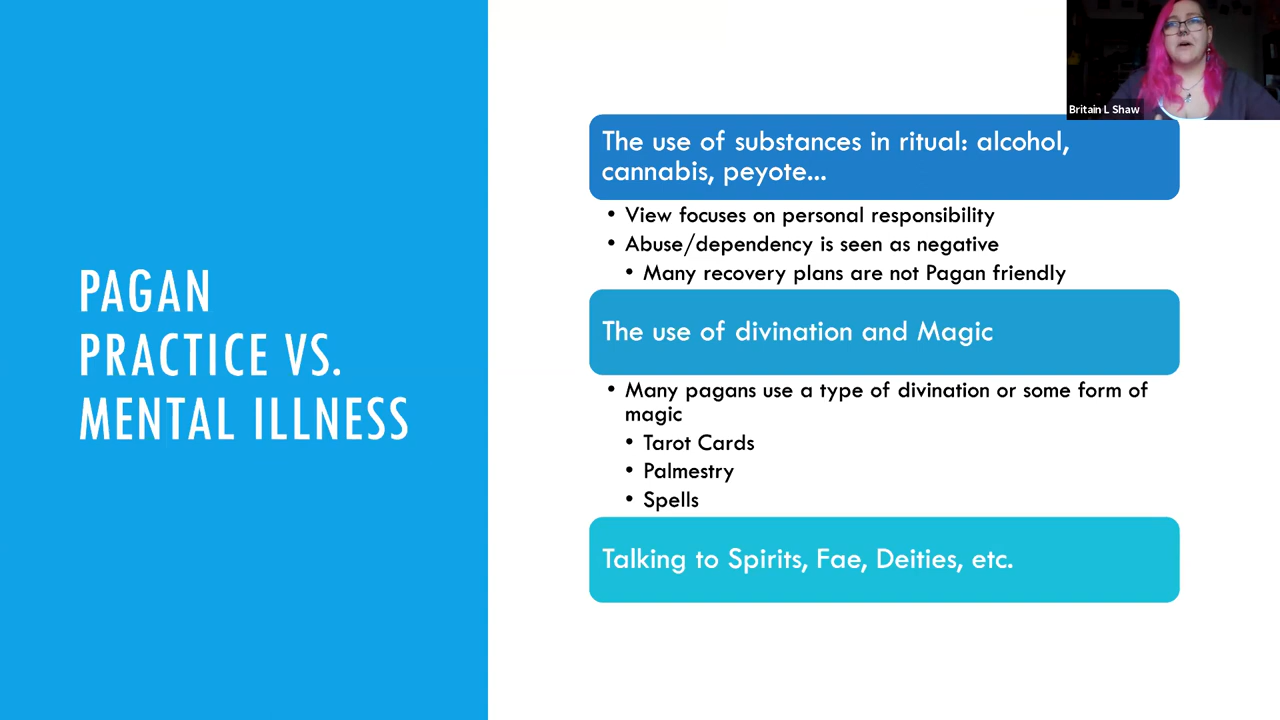 Britain L Shaw
PAGAN
PRACTICE VS.
MENTAL ILLNESS
The use of substances in ritual: alcohol,
cannabis, peyote...
• View focuses on personal responsibility
• Abuse/dependency is seen as negative
• Many recovery plans are not Pagan friendly
The use of divination and Magic
• Many pagans use a type of divination or some form of
magic
• Tarot Cards
• Palmestry
• Spells
Talking to Spirits, Fae, Deities, etc.